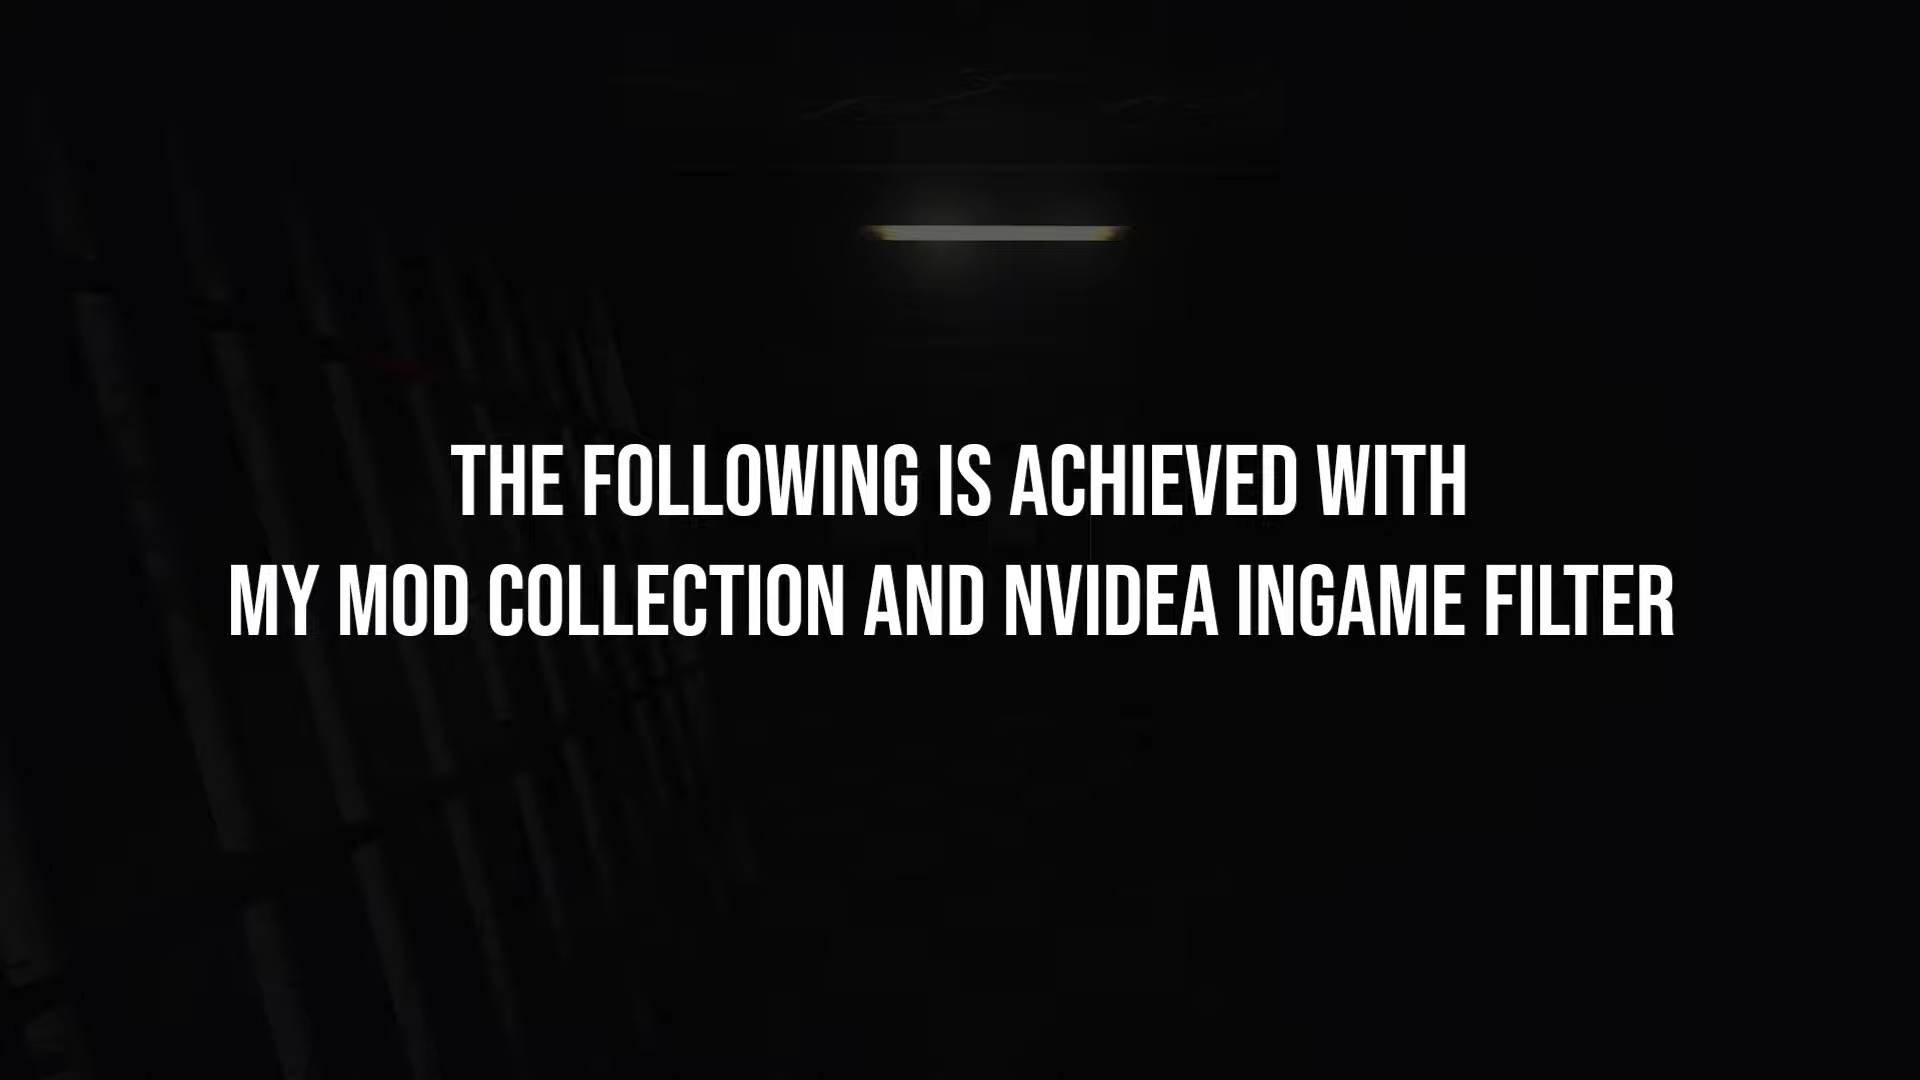 THE FOLLOWING IS ACHIEVED WITH
MY MOD COLLECTION AND NVIDEA INGAME FILTER